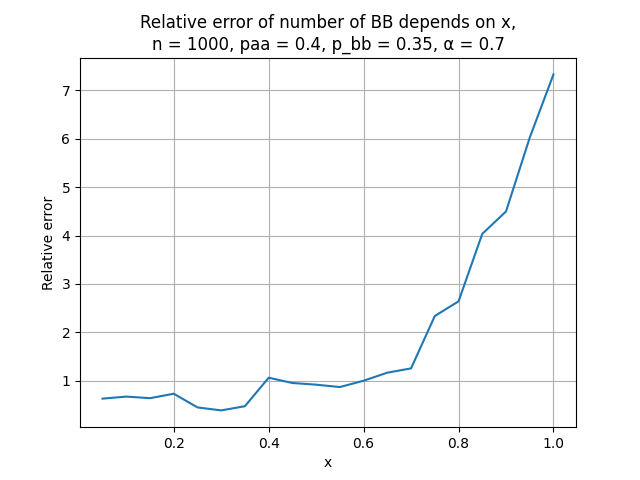 Relative error of number of BB depends on x,
n = 1000, paa = 0.4, p_bb = 0.35, α = 0.7
7
6
5
4
3
2
1
Relative error
0.2 0.4 0.6 0.8 1.0
x